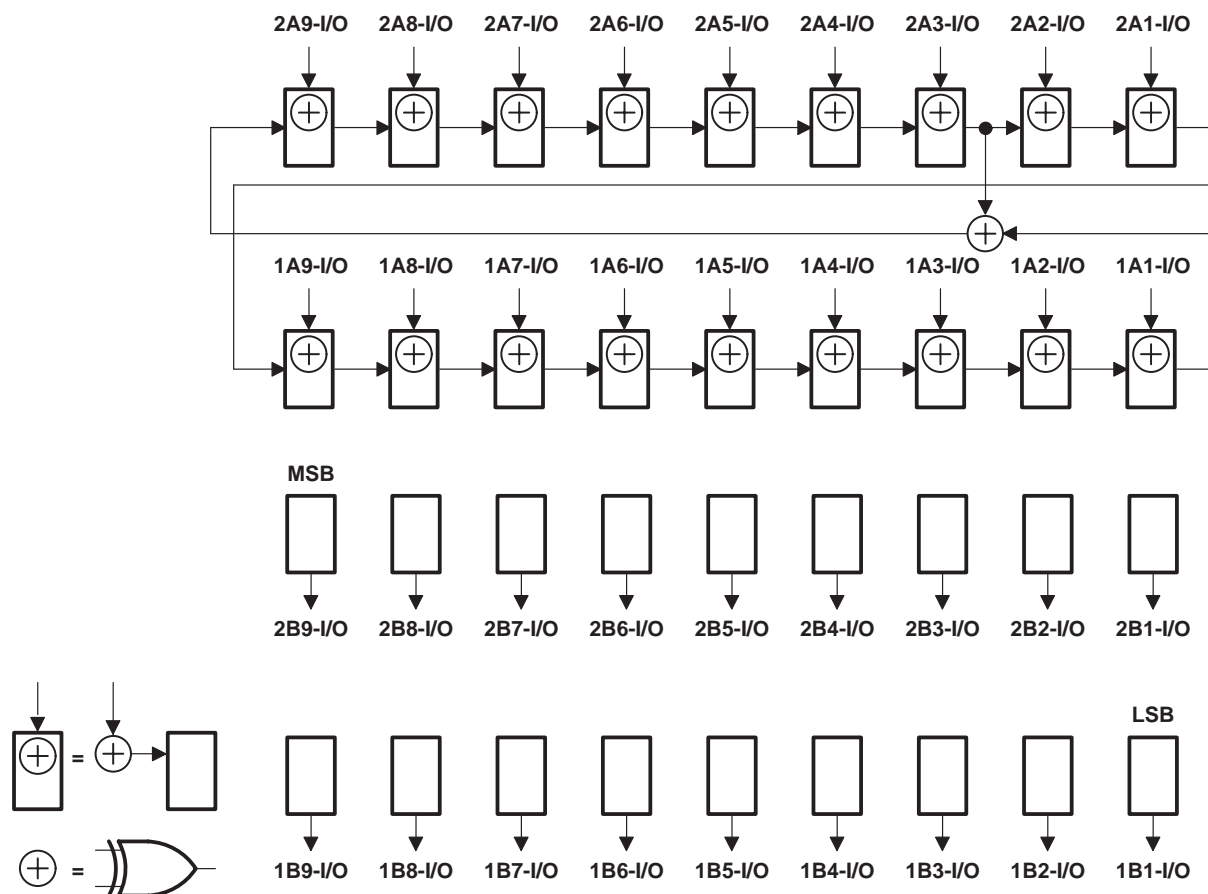 2A9-I/O 2A8-I/O 2A7-I/O 2A6-I/O 2A5-I/O 2A4-I/O 2A3-I/O 2A2-I/O 2A1-I/O
1A9-I/O 1A8-I/O 1A7-I/O 1A6-I/O 1A5-I/O 1A4-I/O 1A3-I/O 1A2-I/O 1A1-I/O
MSB
2B9-I/O 2B8-I/O 2B7-I/O 2B6-I/O 2B5-I/O 2B4-I/O 2B3-I/O 2B2-I/O 2B1-I/O
LSB
=
= 1B9-I/O 1B8-I/O 1B7-I/O 1B6-I/O 1B5-I/O 1B4-I/O 1B3-I/O 1B2-I/O 1B1-I/O